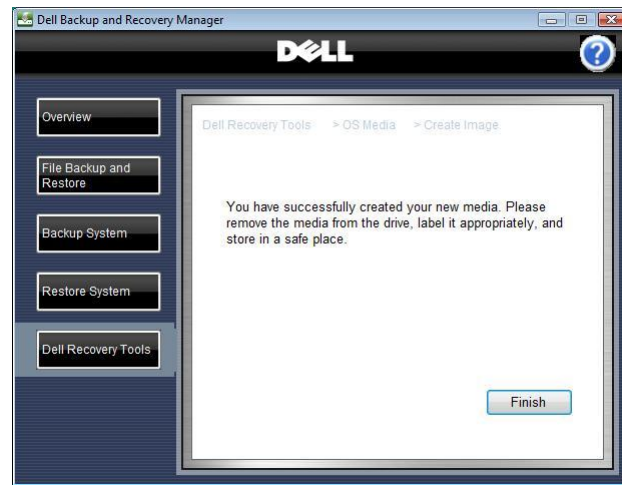 Dell Backup and Recovery Manager
DELL
?
Overview
File Backup and
Restore
Backup System
Restore System
Dell Recovery Tools
Dell Recovery Tools > OS Media > Create Image
You have successfully created your new media. Please
remove the media from the drive, label it appropriately, and
store in a safe place.
Finish